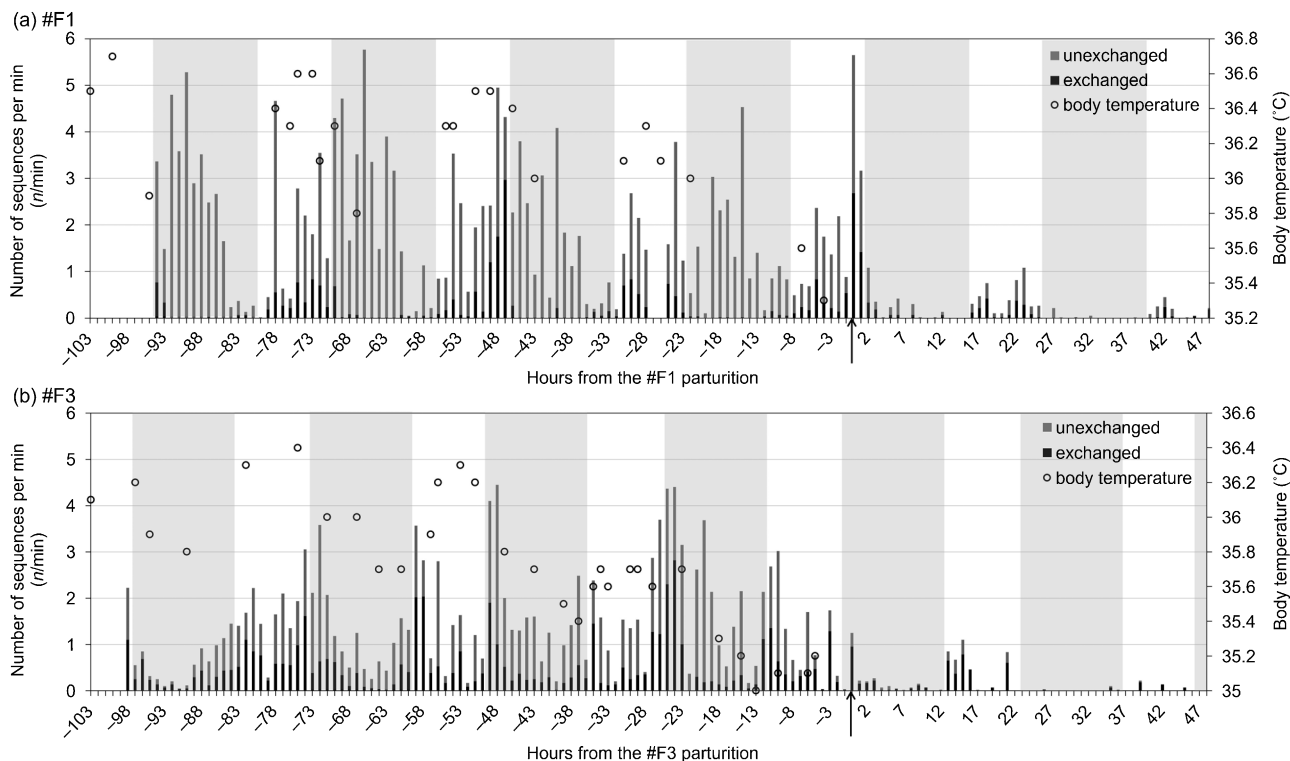 (a) #F1
6
5
4
3
2
1
0
Number of sequences per min
(n/min)
36.8
36.6
36.4
36.2
36
35.8
35.6
35.4
35.2
Body temperature (˚C)
unexchanged
exchanged
body temperature
–103 –98 –93 –88 –83 –78 –73 –68 –63 –58 –53 –48 –43 –38 –33 –28 –23 –18 –13 –8 –3 2 7 12 17 22 27 32 37 42 47
Hours from the #F1 parturition
(b) #F3
6
5
4
3
2
1
0
Number of sequences per min
(n/min)
36.6
36.4
36.2
36
35.8
35.6
35.4
35.2
35
Body temperature (˚C)
unexchanged
exchanged
body temperature
–103 –98 –93 –88 –83 –78 –73 –68 –63 –58 –53 –48 –43 –38 –33 –28 –23 –18 –13 –8 –3 2 7 12 17 22 27 32 37 42 47
Hours from the #F3 parturition